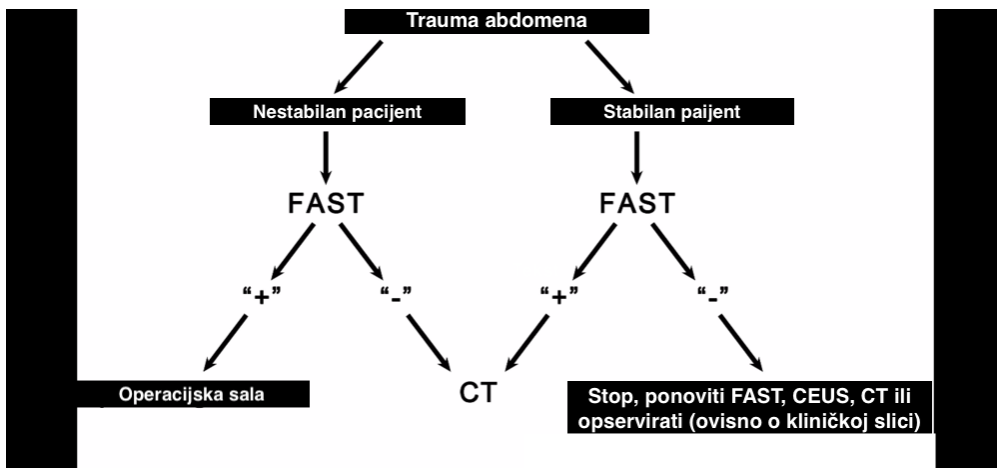 Trauma abdomena
Nestabilan pacijent
Stabilan paijent
FAST
FAST
“+”
“-”
“+”
“-”
Operacijska sala
CT
Stop, ponoviti FAST, CEUS, CT ili
opservirati (ovisno o kliničkoj slici)